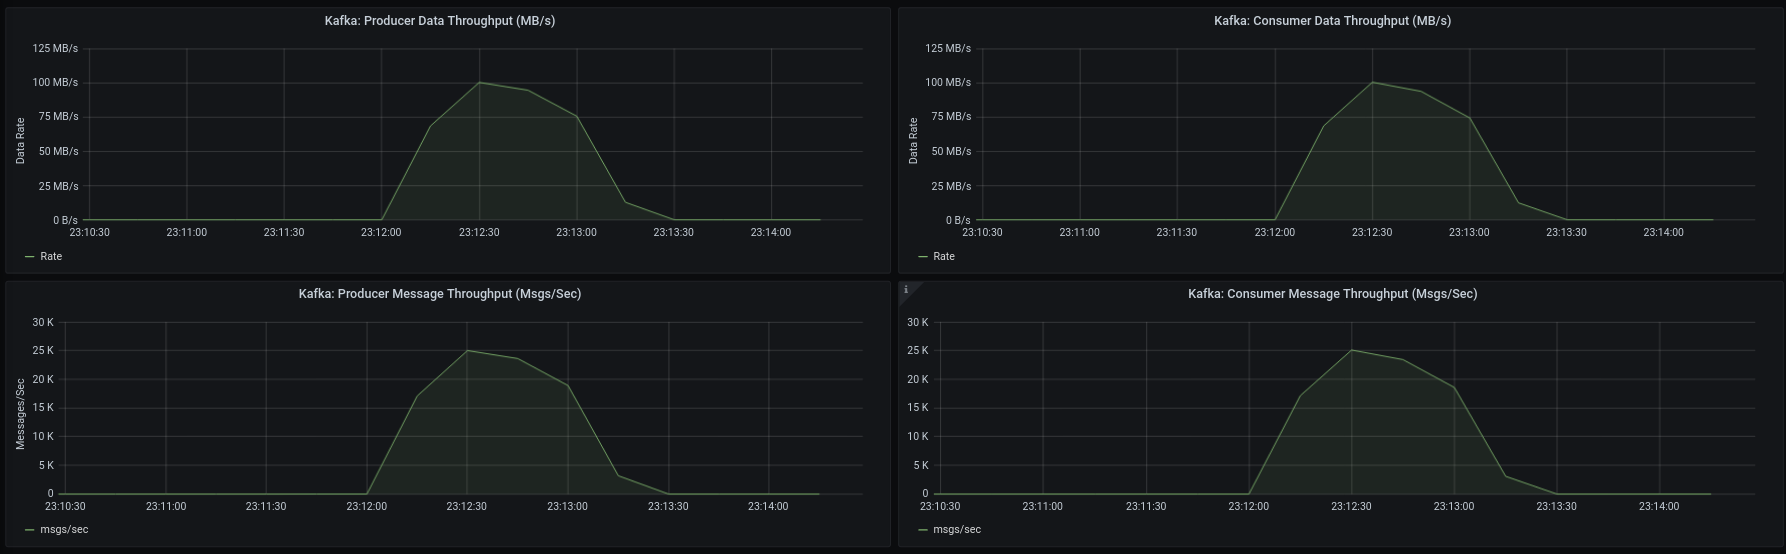 Kafka: Producer Data Throughput (MB/s)
125 MB/s
100 MB/s
75 MB/s
50 MB/s
25 MB/s
0 B/s
Data Rate
23:10:30 23:11:00 23:11:30 23:12:00 23:12:30 23:13:00 23:13:30 23:14:00
Rate
Kafka: Consumer Data Throughput (MB/s)
125 MB/s
100 MB/s
75 MB/s
50 MB/s
25 MB/s
0 B/s
Data Rate
23:10:30 23:11:00 23:11:30 23:12:00 23:12:30 23:13:00 23:13:30 23:14:00
Rate
Kafka: Producer Message Throughput (Msgs/Sec)
30 K
25 K
20 K
15 K
10 K
5 K
0
Messages/Sec
23:10:30 23:11:00 23:11:30 23:12:00 23:12:30 23:13:00 23:13:30 23:14:00
msgs/sec
i
Kafka: Consumer Message Throughput (Msgs/Sec)
30 K
25 K
20 K
15 K
10 K
5 K
0
23:10:30 23:11:00 23:11:30 23:12:00 23:12:30 23:13:00 23:13:30 23:14:00
msgs/sec